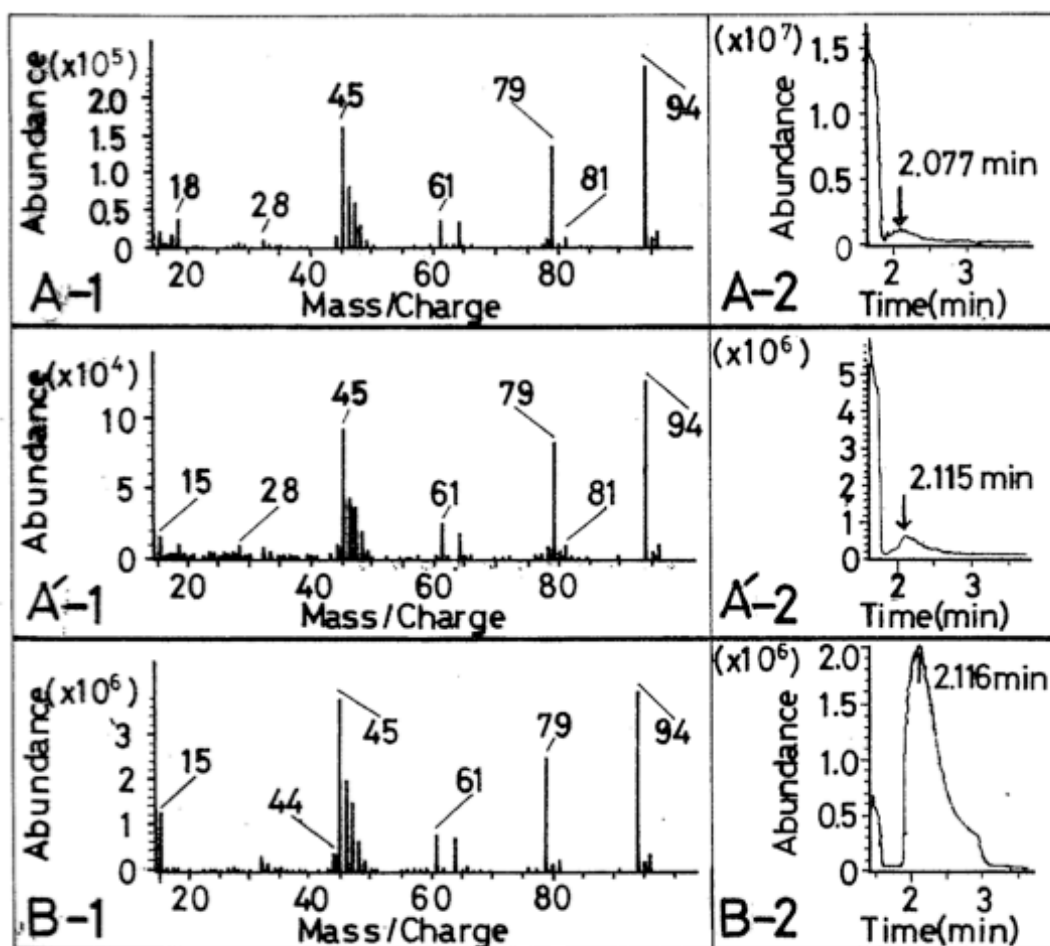 (x10⁵)
Abundance
2.0
1.5
1.0
0.5
0
18
28
45
61
79
81
94
20
40
60
80
Mass/Charge
A-1
(x10⁷)
Abundance
1.5
1.0
0.5
0
2.077 min
2
3
Time(min)
A-2
(x10⁴)
Abundance
10
5
0
15
28
45
61
79
81
94
20
40
60
80
Mass/Charge
A′-1
(x10⁶)
Abundance
5
4
3
2
1
0
2.115 min
2
3
Time(min)
A′-2
(x10⁶)
Abundance
3
2
1
0
15
44
45
61
79
94
20
40
60
80
Mass/Charge
B-1
(x10⁶)
Abundance
2.0
1.5
1.0
0.5
0
2.116 min
2
3
Time(min)
B-2